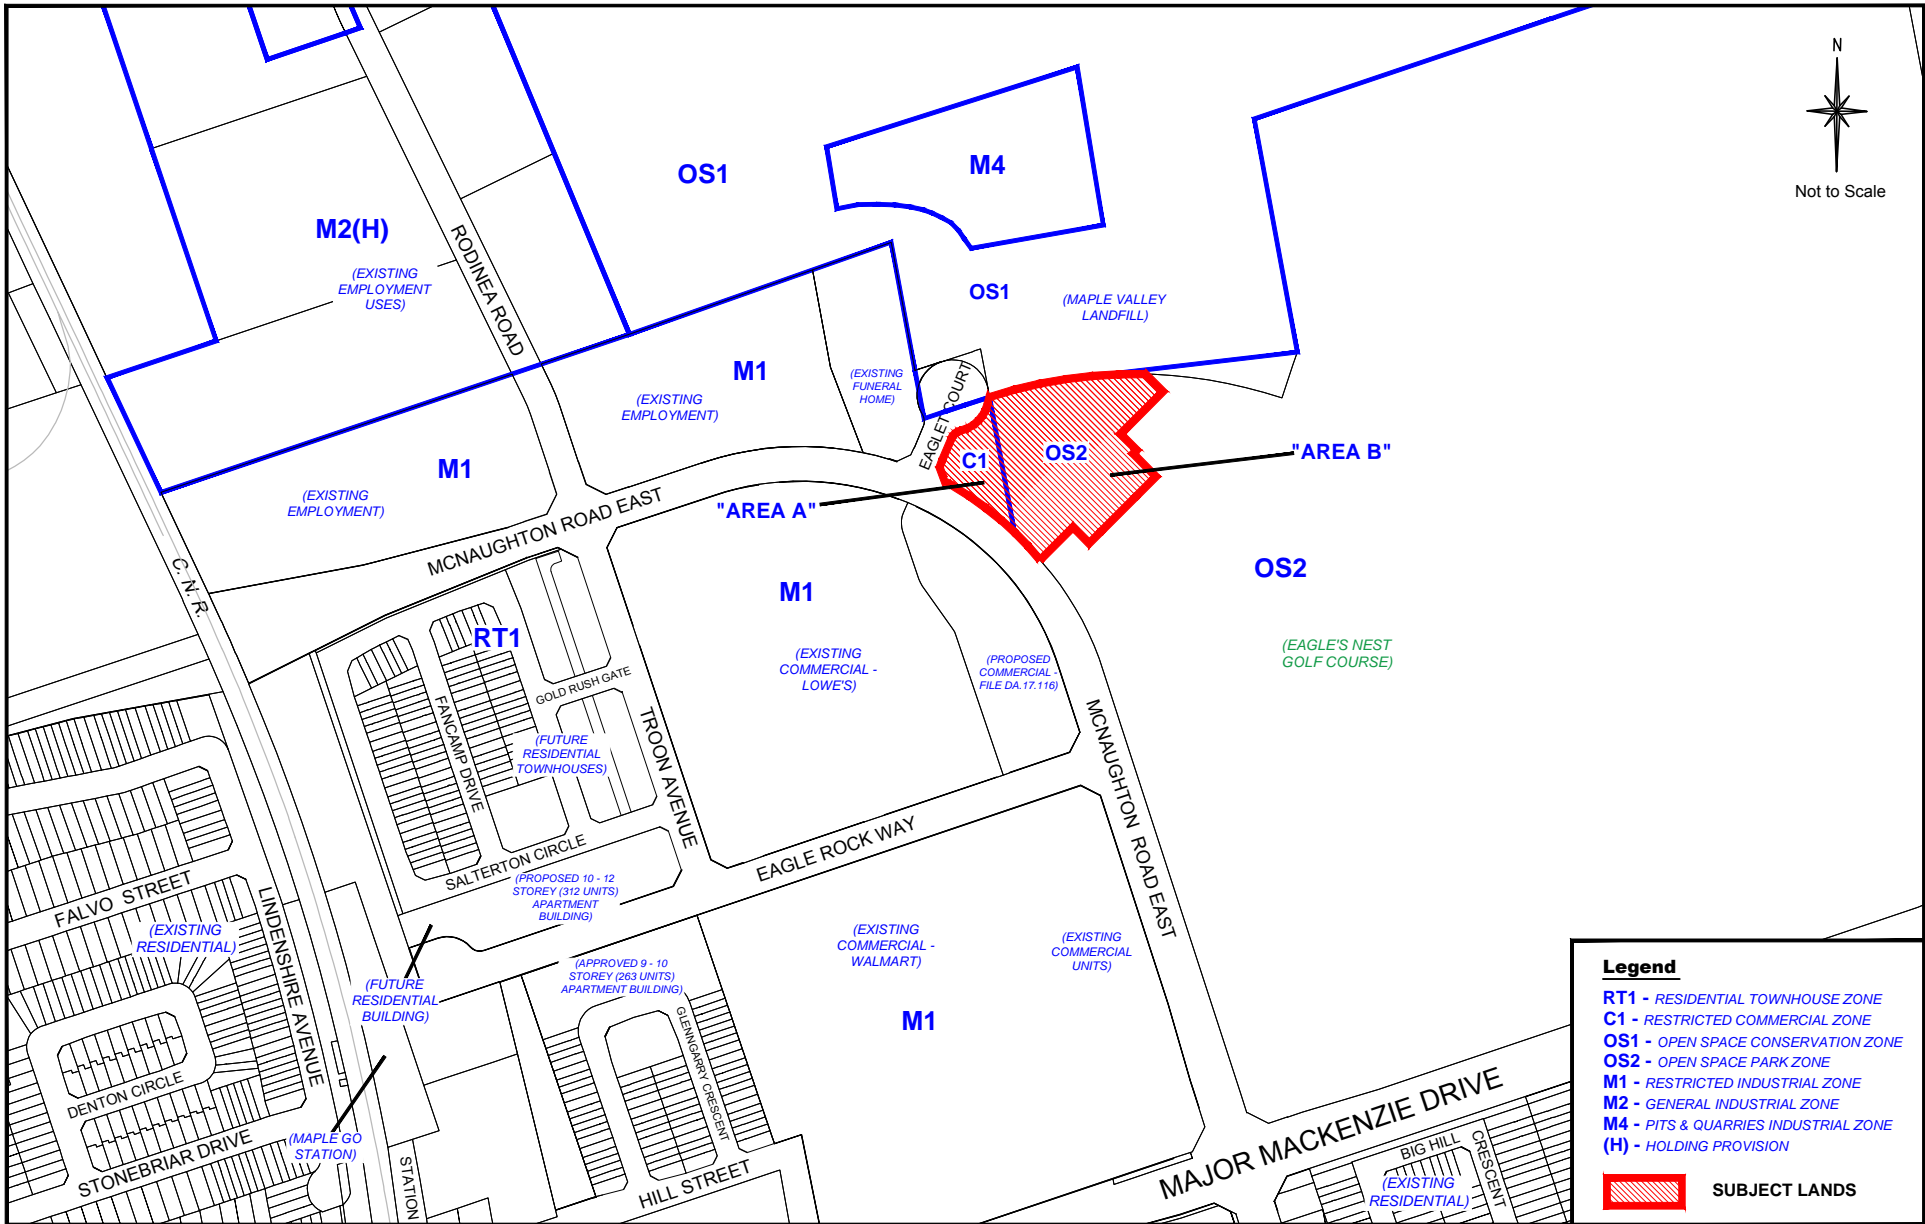 N
Not to Scale
OS1
M4
M2(H)
(EXISTING
EMPLOYMENT
USES)
RODINEA ROAD
OS1
(MAPLE VALLEY
LANDFILL)
M1
(EXISTING
EMPLOYMENT)
(EXISTING
FUNERAL
HOME)
EAGLET COURT
C1
OS2
"AREA B"
"AREA A"
M1
(EXISTING
EMPLOYMENT)
MCNAUGHTON ROAD EAST
C. N. R.
M1
(EXISTING
COMMERCIAL -
LOWE'S)
(PROPOSED
COMMERCIAL -
FILE DA.17.116)
OS2
(EAGLE'S NEST
GOLF COURSE)
RT1
GOLD RUSH GATE
FANCAMP DRIVE
(FUTURE
RESIDENTIAL
TOWNHOUSES)
TROON AVENUE
MCNAUGHTON ROAD EAST
SALTERTON CIRCLE
EAGLE ROCK WAY
(PROPOSED 10 - 12
STOREY (312 UNITS)
APARTMENT
BUILDING)
FALVO STREET
(EXISTING
RESIDENTIAL)
LINDENSHIRE AVENUE
(FUTURE
RESIDENTIAL
BUILDING)
(APPROVED 9 - 10
STOREY (263 UNITS)
APARTMENT BUILDING)
(EXISTING
COMMERCIAL -
WALMART)
(EXISTING
COMMERCIAL
UNITS)
M1
GLENNGARRY CRESCENT
DENTON CIRCLE
STONEBRIAR DRIVE
(MAPLE GO
STATION)
STATION
HILL STREET
MAJOR MACKENZIE DRIVE
BIG HILL
CRESCENT
(EXISTING
RESIDENTIAL)
Legend
RT1 - RESIDENTIAL TOWNHOUSE ZONE
C1 - RESTRICTED COMMERCIAL ZONE
OS1 - OPEN SPACE CONSERVATION ZONE
OS2 - OPEN SPACE PARK ZONE
M1 - RESTRICTED INDUSTRIAL ZONE
M2 - GENERAL INDUSTRIAL ZONE
M4 - PITS & QUARRIES INDUSTRIAL ZONE
(H) - HOLDING PROVISION
SUBJECT LANDS